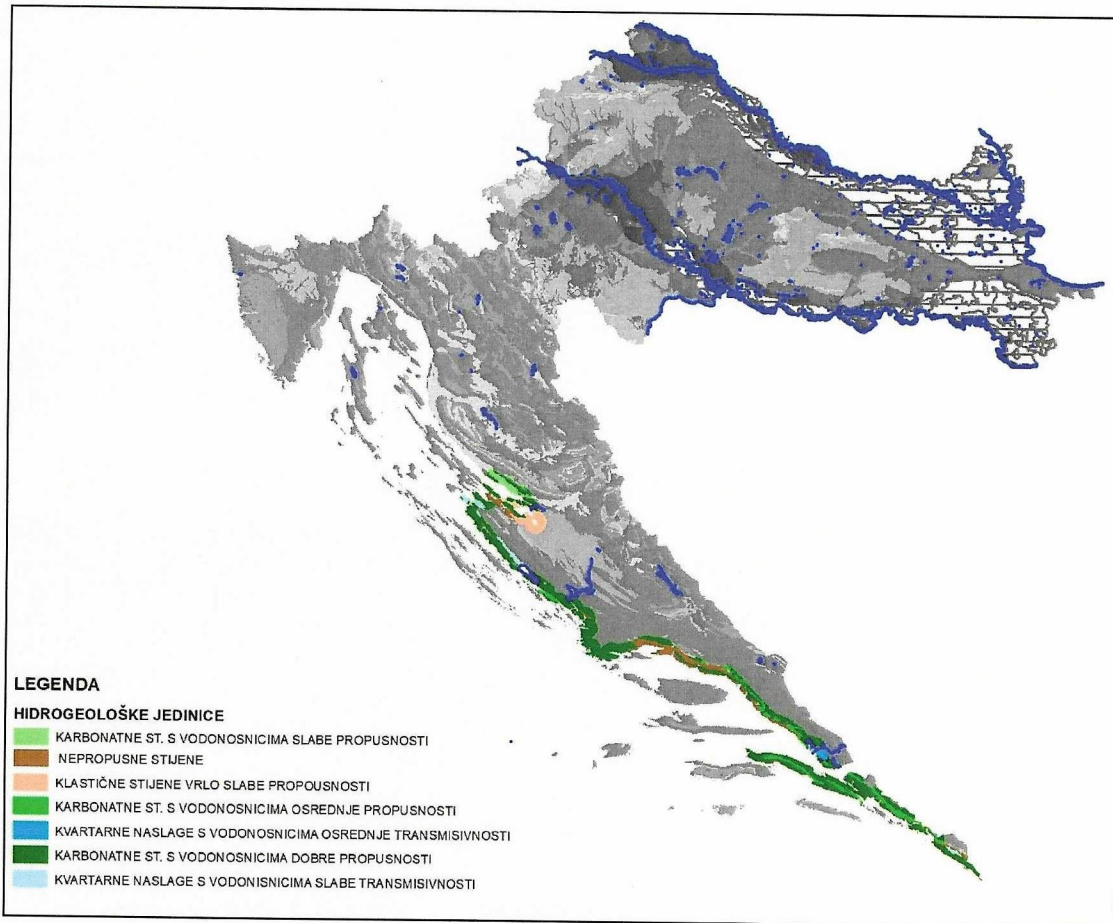 LEGENDA
HIDROGEOLOŠKE JEDINICE
KARBONATNE ST. S VODONOSNICIMA SLABE PROPUSNOSTI
NEPROPUSNE STIJENE
KLASTIČNE STIJENE VRLO SLABE PROPOUSNOSTI
KARBONATNE ST. S VODONOSNICIMA OSREDNJE PROPUSNOSTI
KVARTARNE NASLAGE S VODONOSNICIMA OSREDNJE TRANSMISIVNOSTI
KARBONATNE ST. S VODONOSNICIMA DOBRE PROPUSNOSTI
KVARTARNE NASLAGE S VODONISNICIMA SLABE TRANSMISIVNOSTI